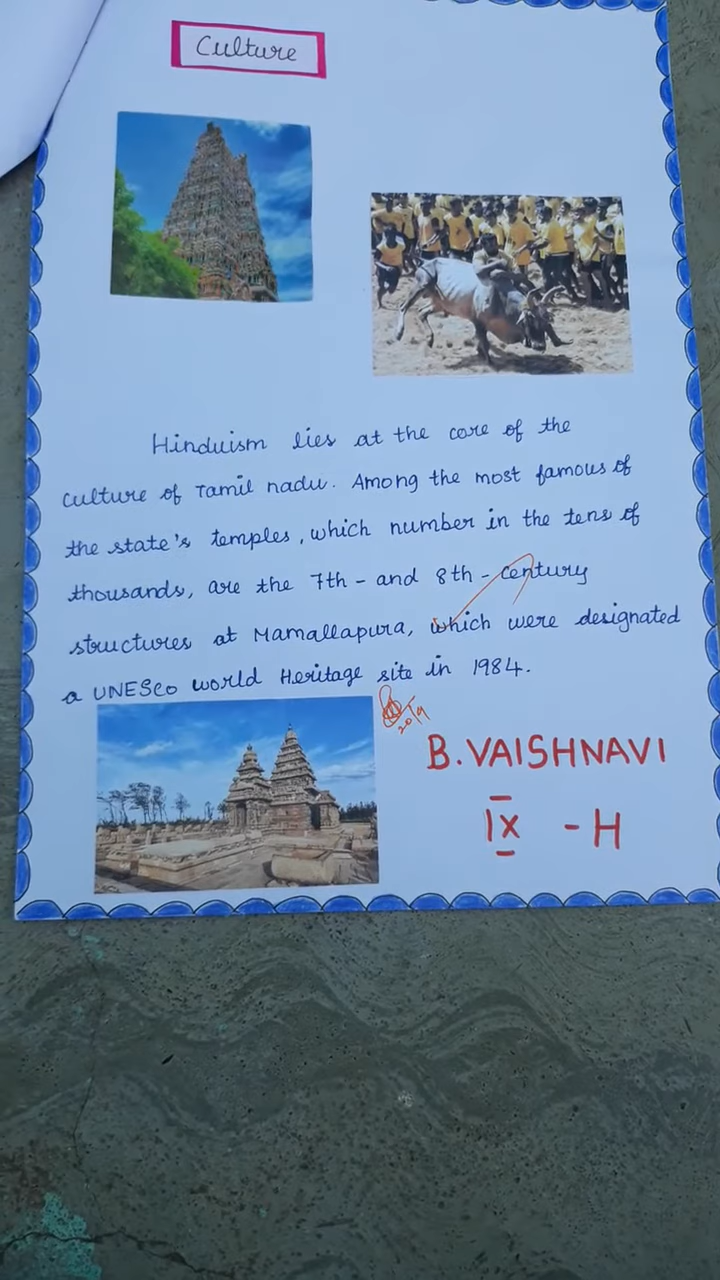 Culture
Hinduism lies at the core of the
culture of Tamil nadu. Among the most famous of
the state's temples, which number in the tens of
thousands, are the 7th - and 8th - century
structures at Mamallapura, which were designated
a UNESCO world Heritage site in 1984.
20/9
B. VAISHNAVI
IX - H